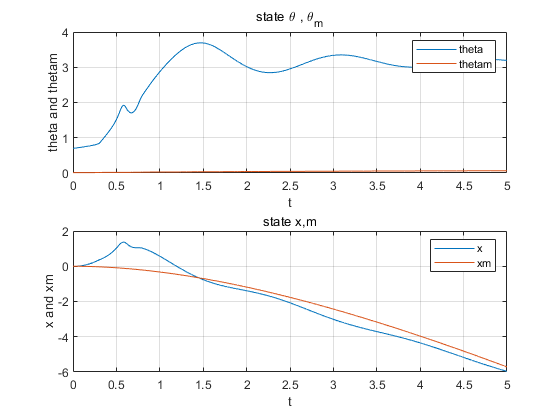 state θ , θm
4
3
2
1
0
theta and thetam
theta
thetam
0 0.5 1 1.5 2 2.5 3 3.5 4 4.5 5
t
state x,m
2
0
-2
-4
-6
x and xm
x
xm
0 0.5 1 1.5 2 2.5 3 3.5 4 4.5 5
t